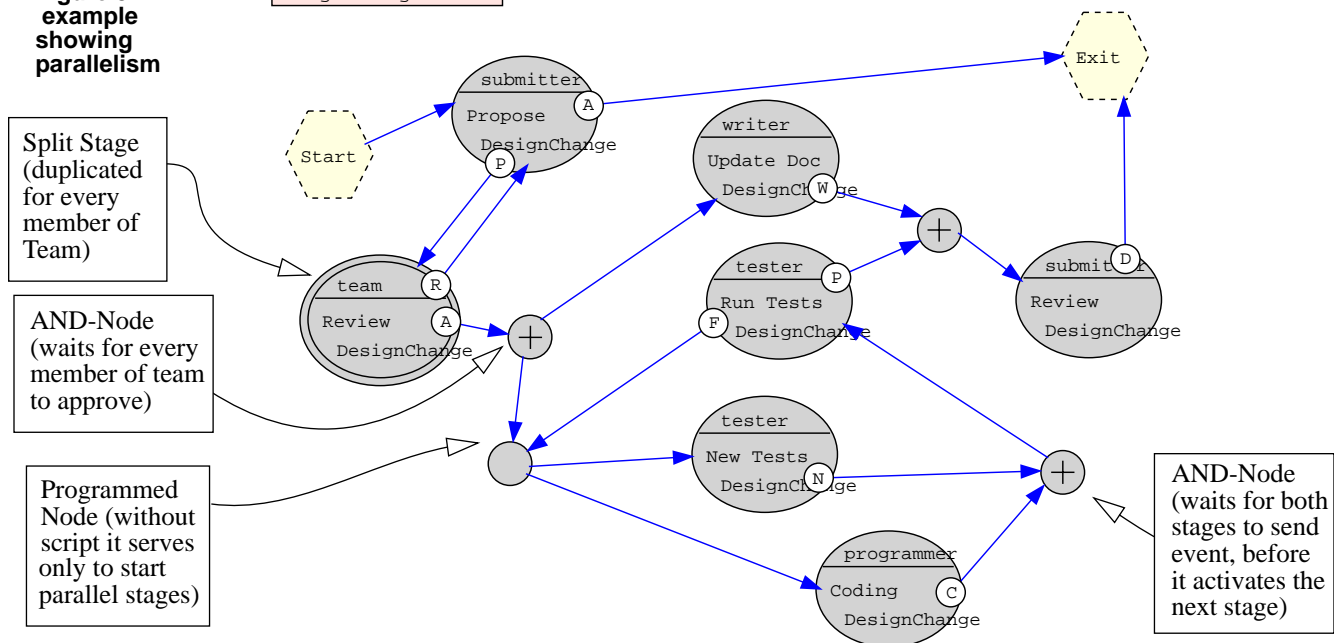 example
showing
parallelism
Split Stage
(duplicated
for every
member of
Team)
AND-Node
(waits for every
member of team
to approve)
Programmed
Node (without
script it serves
only to start
parallel stages)
Start
submitter
A
Propose
DesignChange
P
Exit
writer
Update Doc
DesignChange
W
+
team
R
Review
A
DesignChange
+
tester
P
Run Tests
F
DesignChange
submitter
D
Review
DesignChange
tester
New Tests
DesignChange
N
+
programmer
Coding
C
DesignChange
AND-Node
(waits for both
stages to send
event, before
it activates the
next stage)